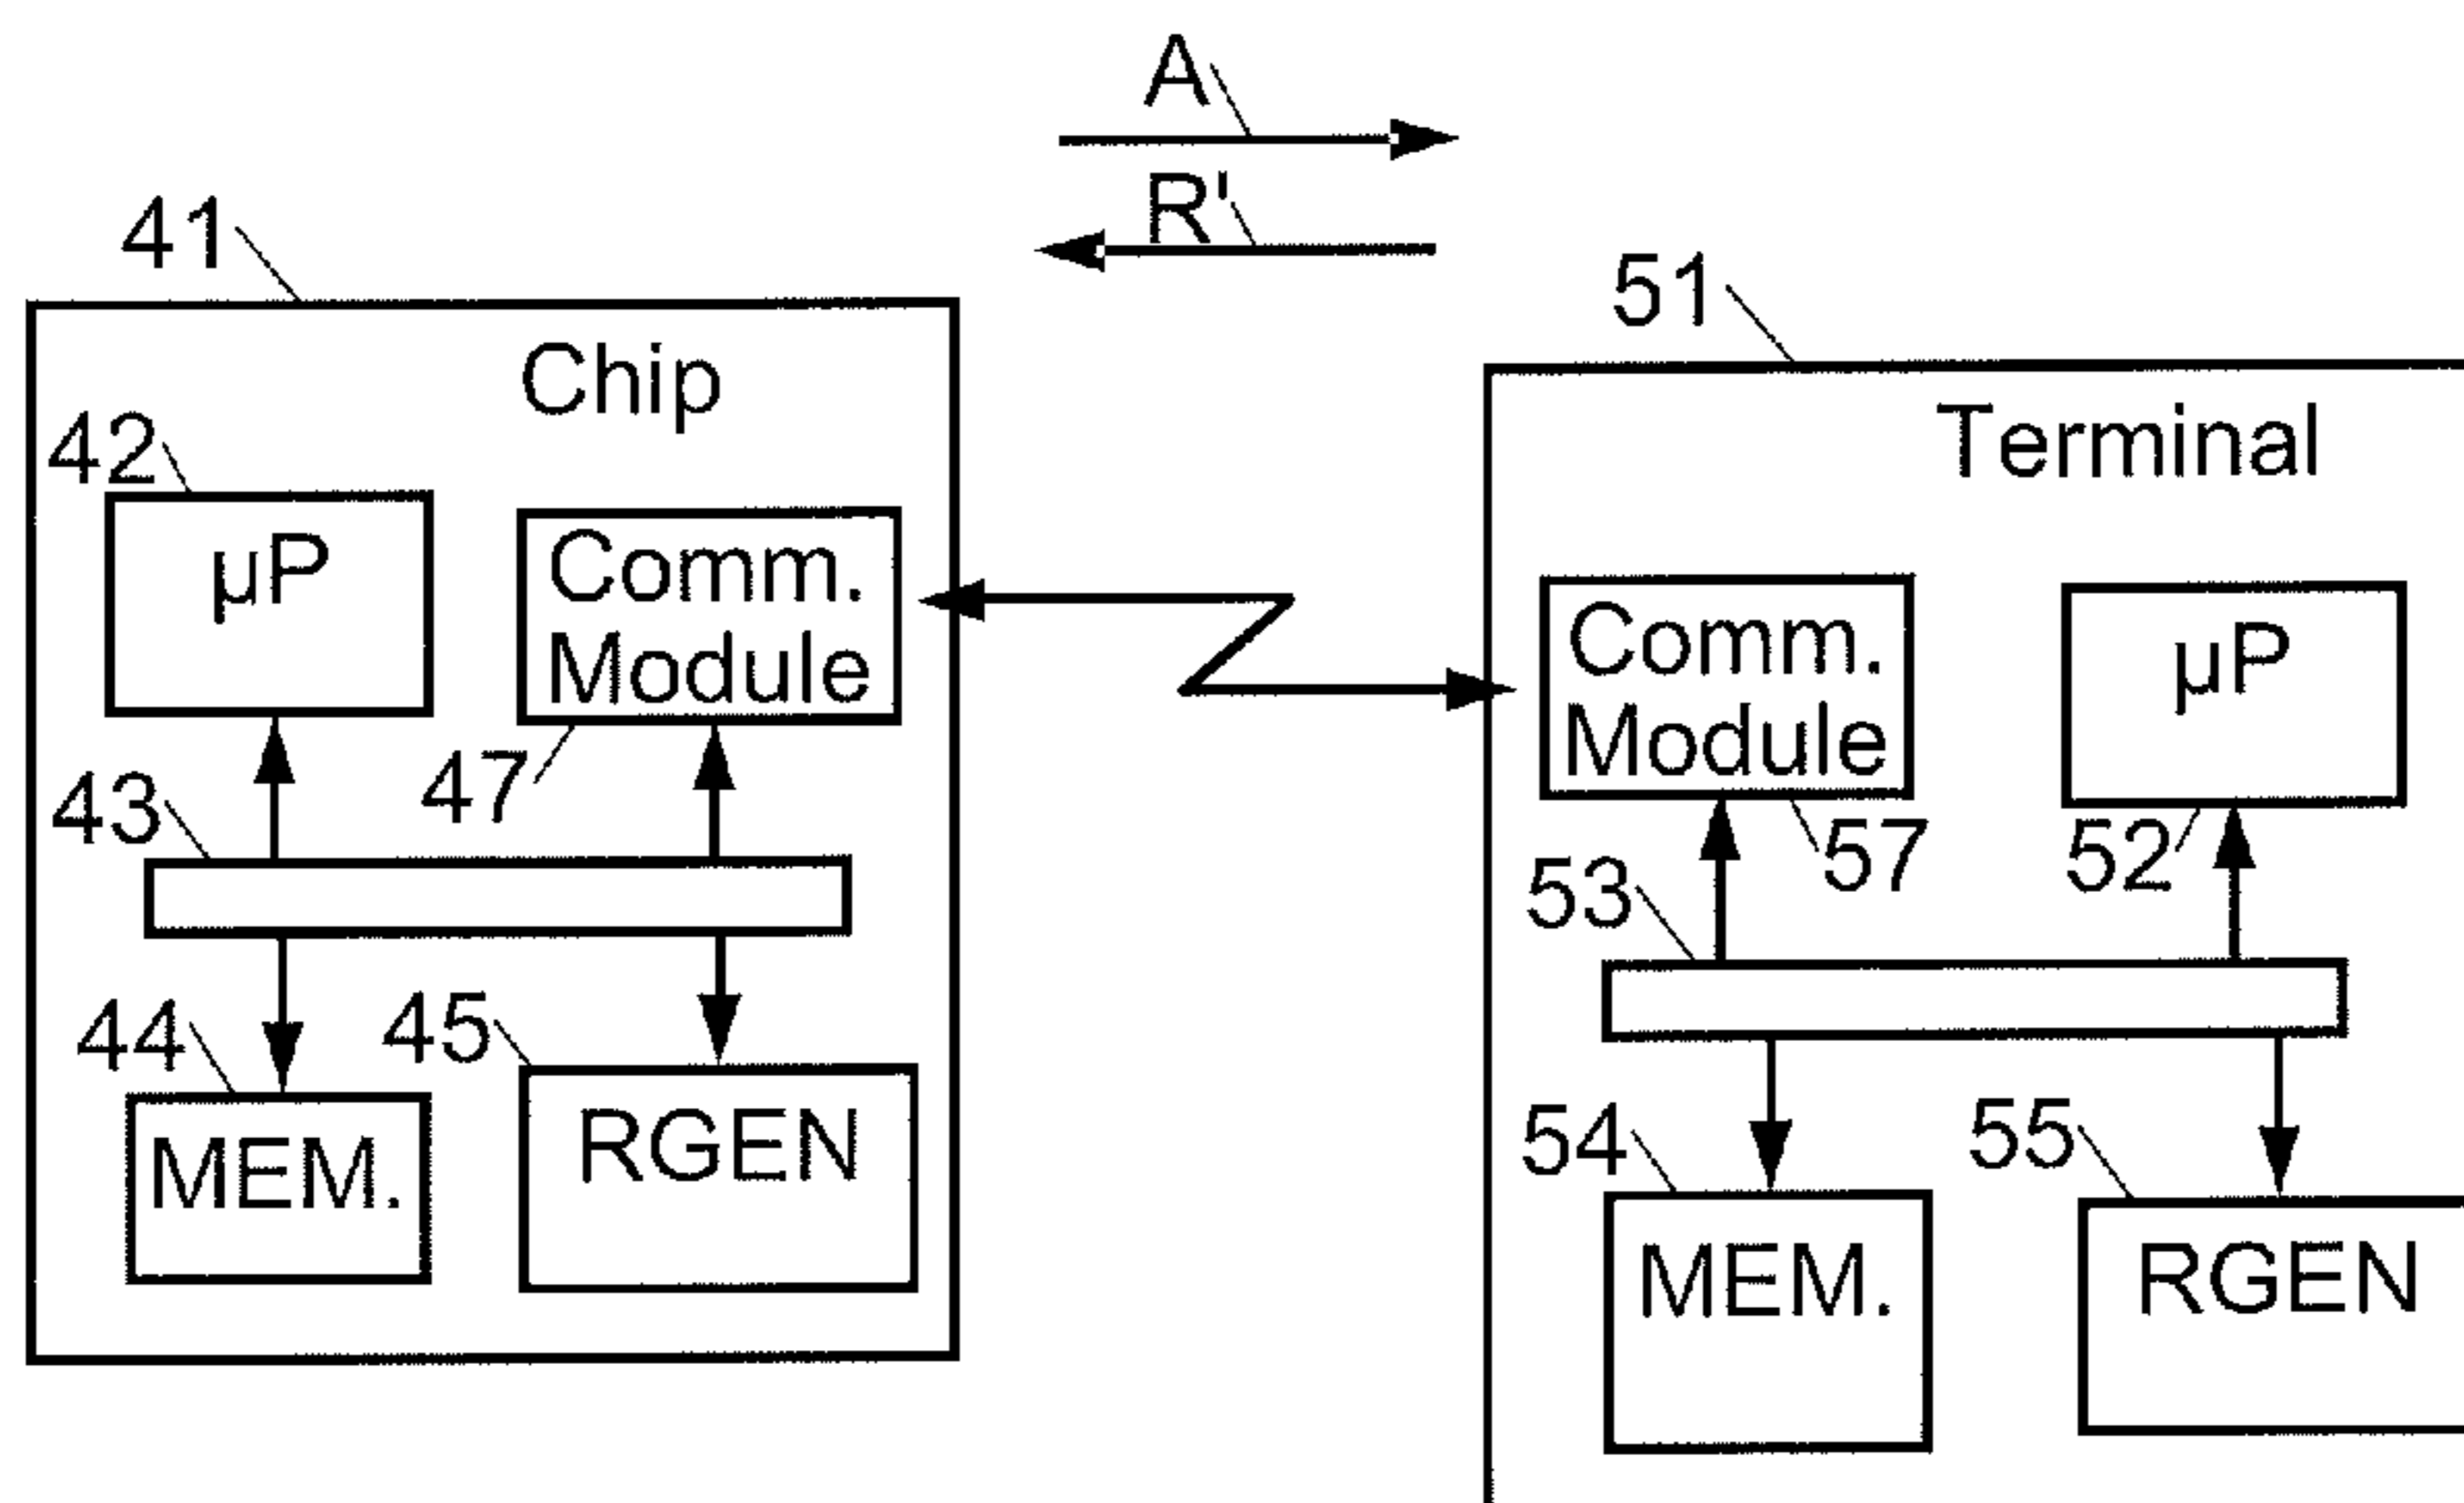 A
R'
41
Chip
42
µP
Comm.
Module
47
43
44
45
MEM.
RGEN
51
Terminal
Comm.
Module
µP
57
52
53
54
55
MEM.
RGEN